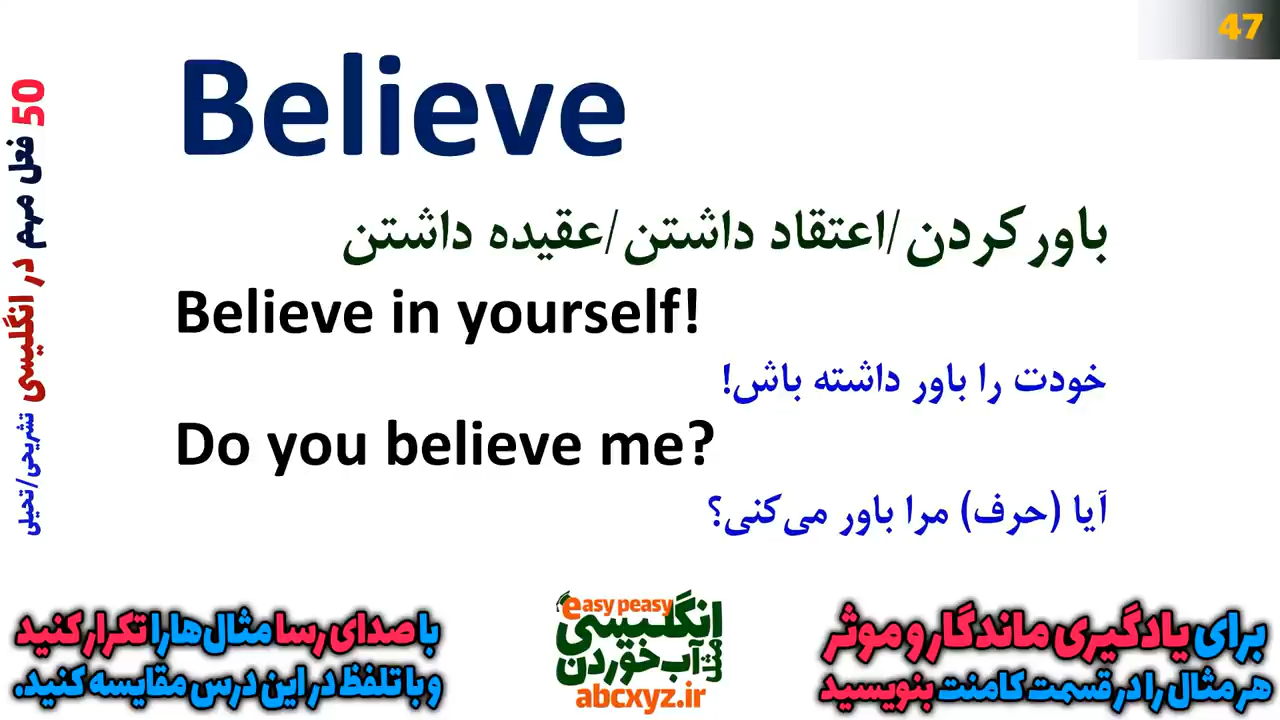 47
Believe
باور کردن/اعتقاد داشتن/عقیده داشتن
Believe in yourself!
خودت را باور داشته باش!
Do you believe me?
آیا (حرف) مرا باور می‌کنی؟
50 فعل مهم در انگلیسی تشریحی/تحیلی
برای یادگیری ماندگار و موثر
هر مثال را در قسمت کامنت بنویسید
easy peasy
انگلیسی
مثل آب خوردن
abcxyz.ir
با صدای رسا مثال‌ها را تکرار کنید
و با تلفظ در این درس مقایسه کنید.